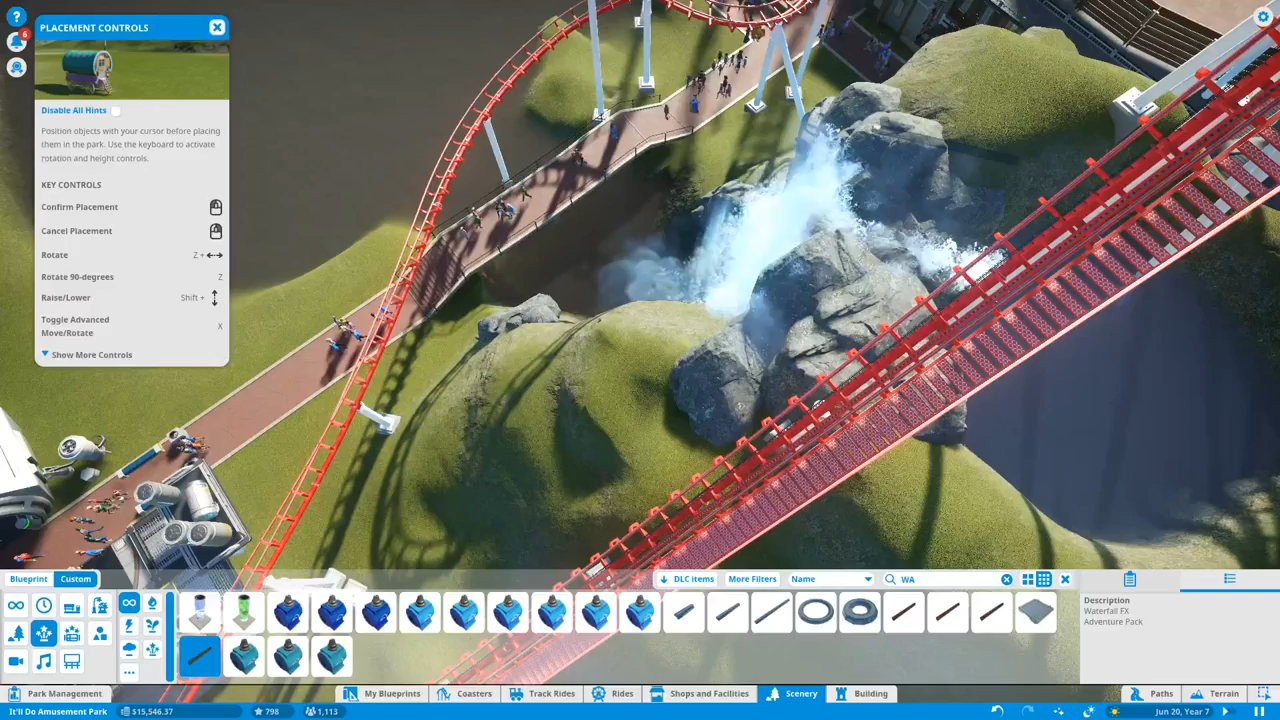 ?
6
PLACEMENT CONTROLS
Disable All Hints
Position objects with your cursor before placing
them in the park. Use the keyboard to activate
rotation and height controls.
KEY CONTROLS
Confirm Placement
Cancel Placement
Rotate Z +
Rotate 90-degrees Z
Raise/Lower Shift +
Toggle Advanced
Move/Rotate X
Show More Controls
Blueprint Custom
DLC items More Filters Name WA
Description
Waterfall FX
Adventure Pack
Park Management My Blueprints Coasters Track Rides Rides Shops and Facilities Scenery Building Paths Terrain
It'll Do Amusement Park $15,546.37 798 1,113 Jun 20, Year 7